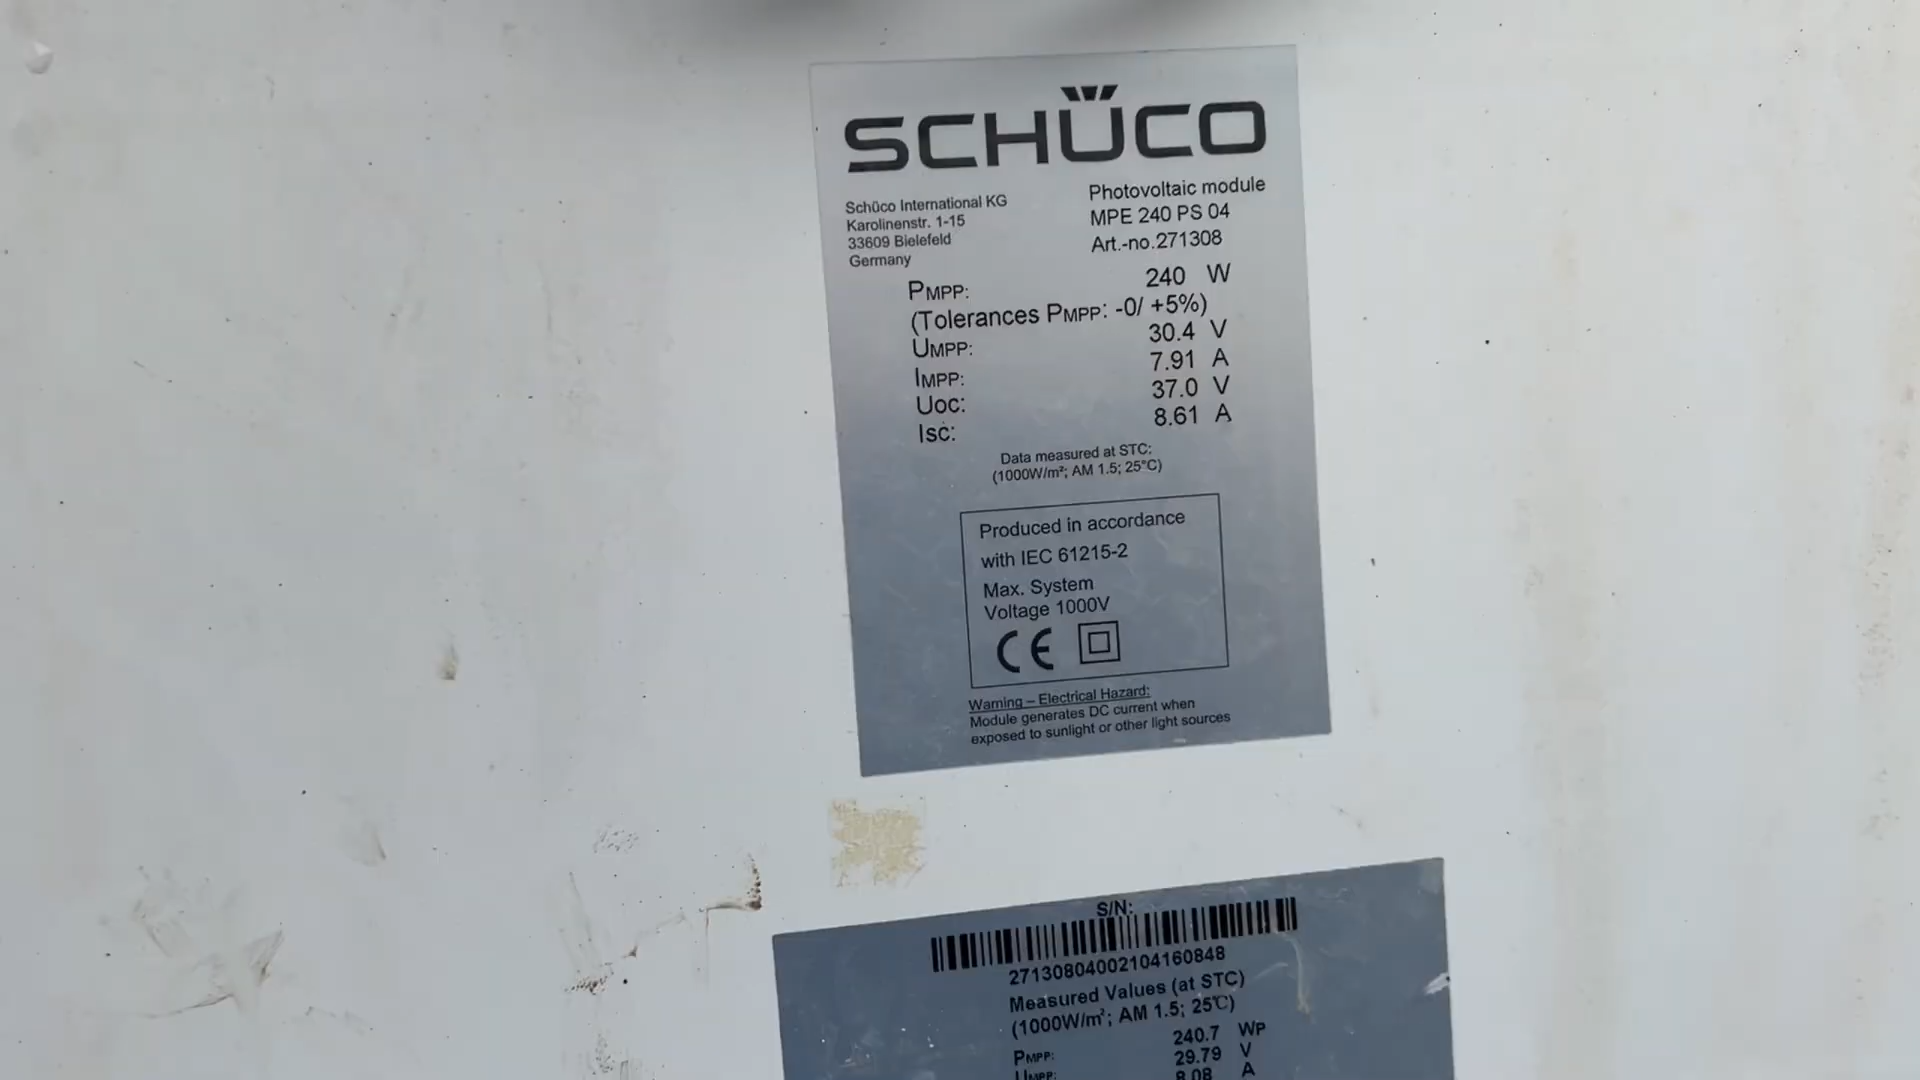 SCHÜCO
Schüco International KG
Karolinenstr. 1-15
33609 Bielefeld
Germany
Photovoltaic module
MPE 240 PS 04
Art.-no.271308
PMPP: 240 W
(Tolerances PMPP: -0/ +5%)
UMPP: 30.4 V
IMPP: 7.91 A
Uoc: 37.0 V
Isc: 8.61 A
Data measured at STC:
(1000W/m²; AM 1.5; 25°C)
Produced in accordance
with IEC 61215-2
Max. System
Voltage 1000V
CE
Warning – Electrical Hazard:
Module generates DC current when
exposed to sunlight or other light sources
S/N:
27130804002104160848
Measured Values (at STC)
(1000W/m²; AM 1.5; 25℃)
PMPP: 240.7 Wp
UMPP: 29.79 V
8.08 A